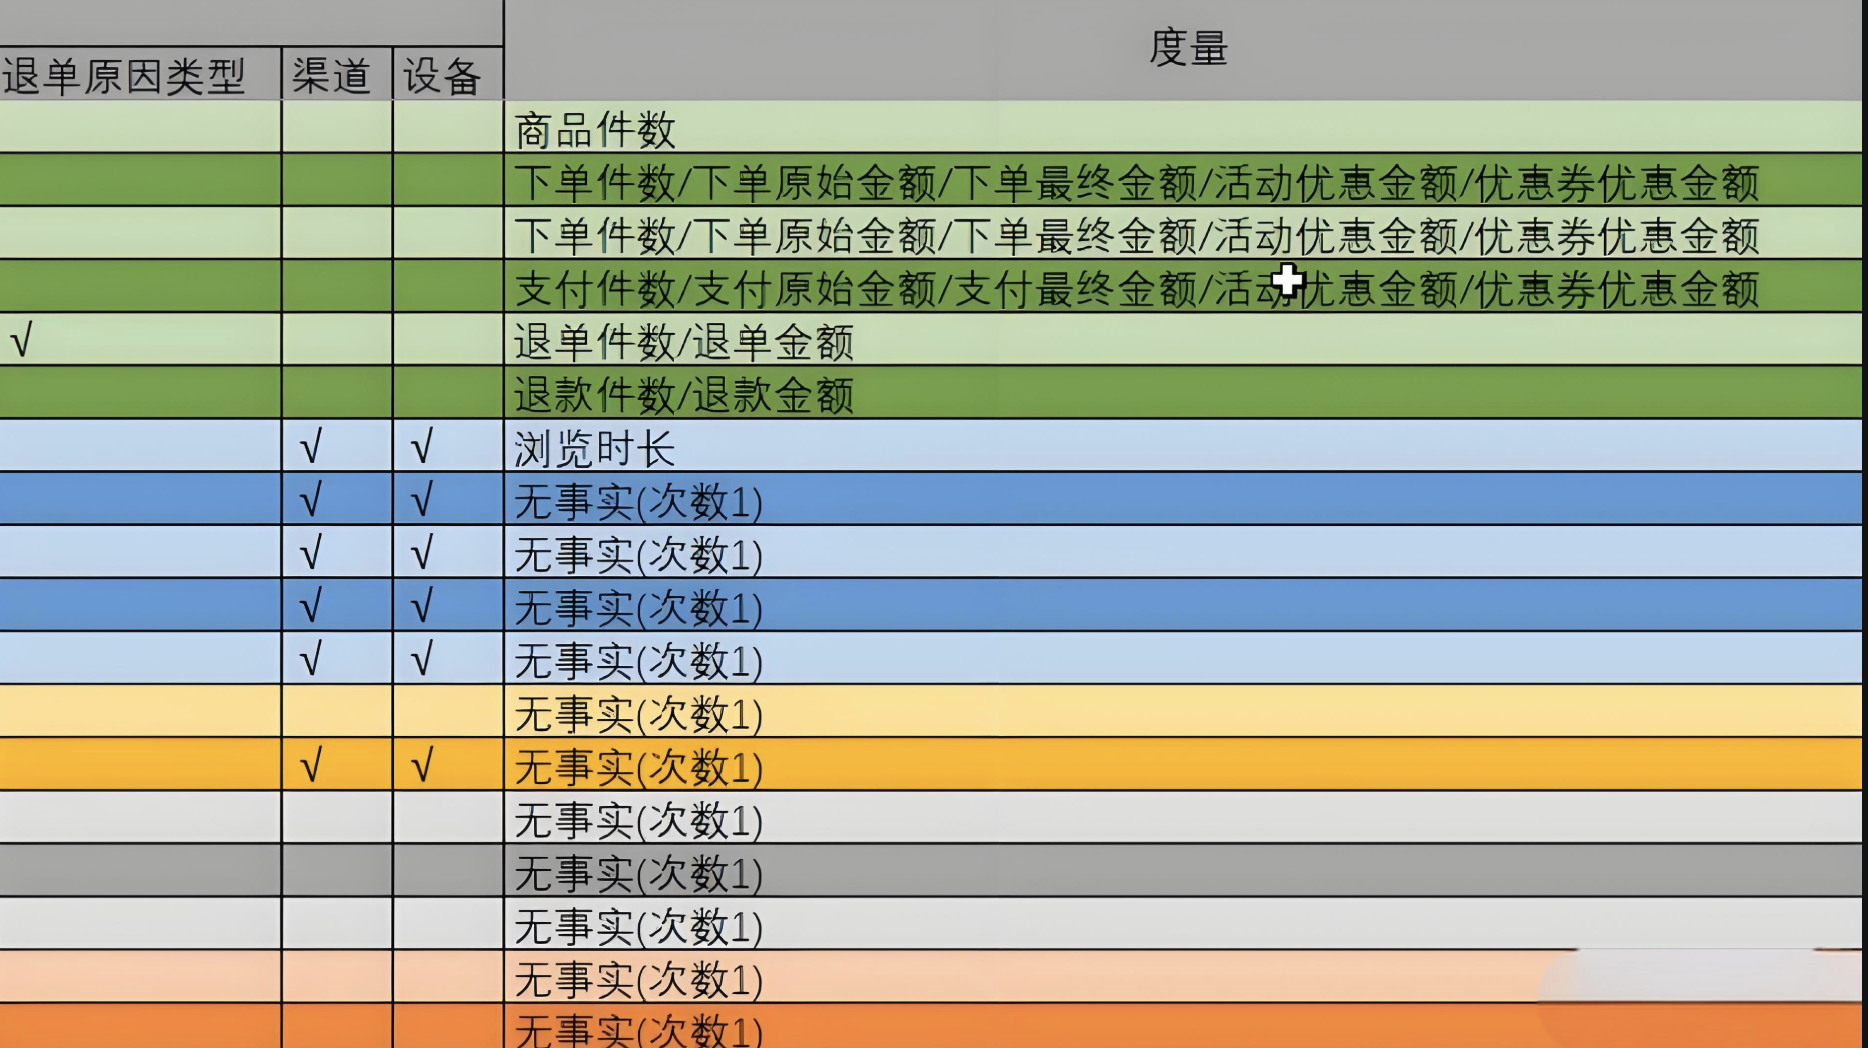 度量
退单原因类型 渠道 设备
商品件数
下单件数/下单原始金额/下单最终金额/活动优惠金额/优惠券优惠金额
下单件数/下单原始金额/下单最终金额/活动优惠金额/优惠券优惠金额
支付件数/支付原始金额/支付最终金额/活动优惠金额/优惠券优惠金额
√ 退单件数/退单金额
退款件数/退款金额
√ √ 浏览时长
√ √ 无事实(次数1)
√ √ 无事实(次数1)
√ √ 无事实(次数1)
√ √ 无事实(次数1)
无事实(次数1)
√ √ 无事实(次数1)
无事实(次数1)
无事实(次数1)
无事实(次数1)
无事实(次数1)
无事实(次数1)